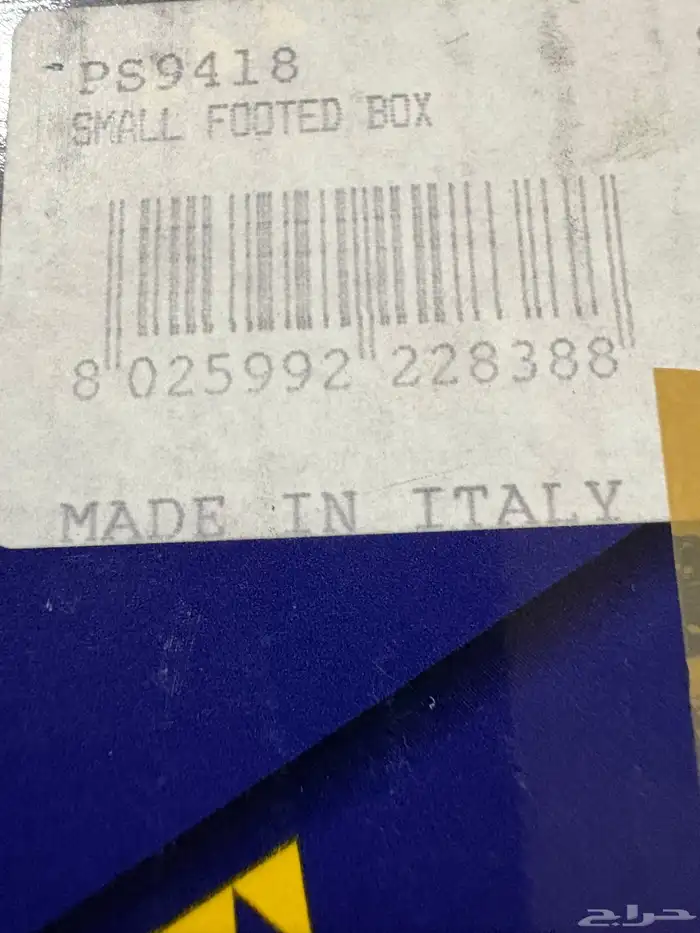 PS9418
SMALL FOOTED BOX
8 025992 228388
MADE IN ITALY
حراج